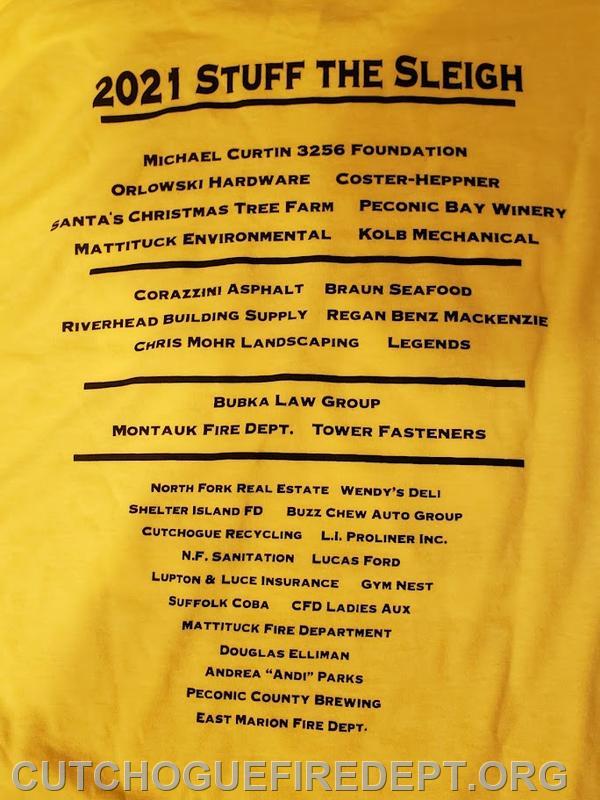 2021 Stuff the Sleigh
Michael Curtin 3256 Foundation
Orlowski Hardware Coster-Heppner
Santa's Christmas Tree Farm Peconic Bay Winery
Mattituck Environmental Kolb Mechanical
Corazzini Asphalt Braun Seafood
Riverhead Building Supply Regan Benz Mackenzie
Chris Mohr Landscaping Legends
Bubka Law Group
Montauk Fire Dept. Tower Fasteners
North Fork Real Estate Wendy's Deli
Shelter Island FD Buzz Chew Auto Group
Cutchogue Recycling L.I. Proliner Inc.
N.F. Sanitation Lucas Ford
Lupton & Luce Insurance Gym Nest
Suffolk Coba CFD Ladies Aux
Mattituck Fire Department
Douglas Elliman
Andrea "Andi" Parks
Peconic County Brewing
East Marion Fire Dept.
CUTCHOGUEFIREDEPT.ORG